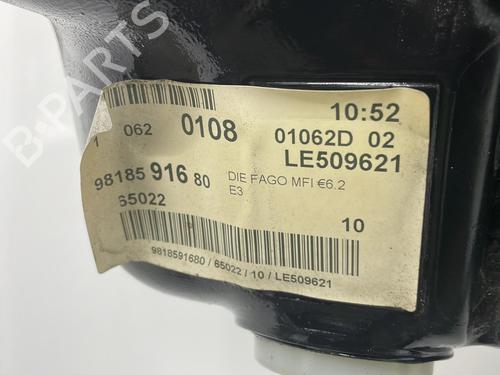 10:52
1 062 0108 01062D 02
LE509621
98185 916 80 DIE FAGO MFI €6.2
E3
65022
10
9818591680 / 65022 / 10 / LE509621
B-PARTS